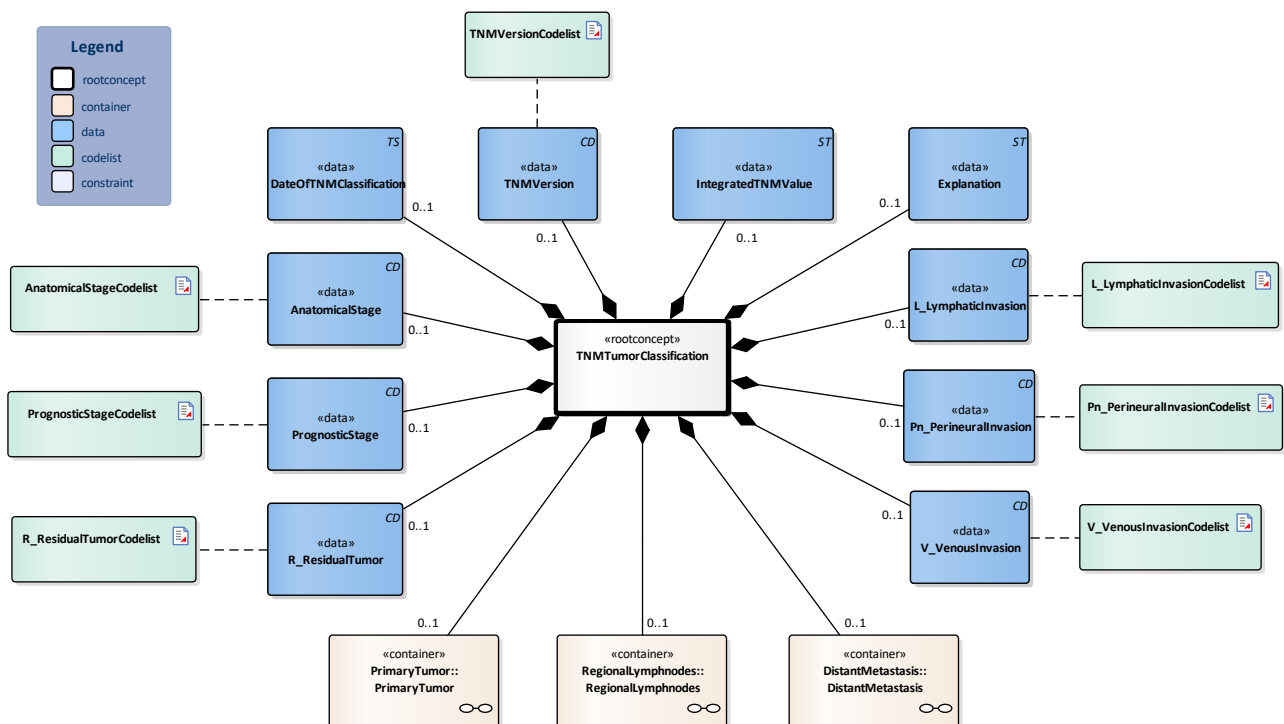 Legend
rootconcept
container
data
codelist
constraint
TNMVersionCodelist
TS
«data»
DateOfTNMClassification
0..1
CD
«data»
TNMVersion
0..1
ST
«data»
IntegratedTNMValue
0..1
ST
«data»
Explanation
0..1
AnatomicalStageCodelist
CD
«data»
AnatomicalStage
0..1
CD
«data»
L_LymphaticInvasion
0..1
L_LymphaticInvasionCodelist
«rootconcept»
TNMTumorClassification
PrognosticStageCodelist
CD
«data»
PrognosticStage
0..1
CD
«data»
Pn_PerineuralInvasion
0..1
Pn_PerineuralInvasionCodelist
R_ResidualTumorCodelist
CD
«data»
R_ResidualTumor
0..1
CD
«data»
V_VenousInvasion
0..1
V_VenousInvasionCodelist
0..1
«container»
PrimaryTumor::
PrimaryTumor
0..1
«container»
RegionalLymphnodes::
RegionalLymphnodes
0..1
«container»
DistantMetastasis::
DistantMetastasis